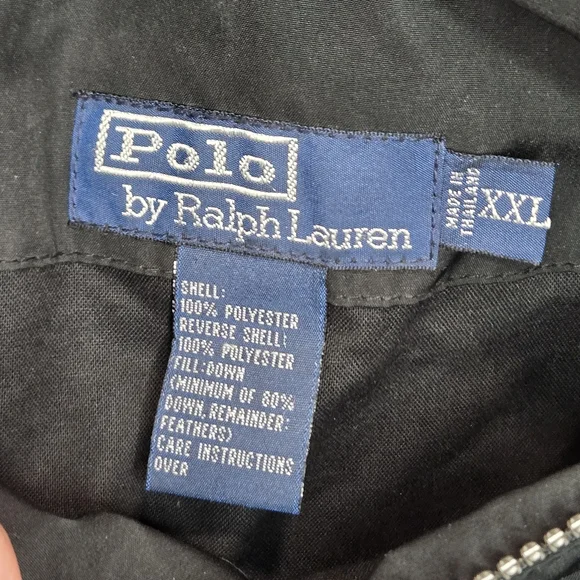 Polo
by Ralph Lauren
MADE IN
THAILAND
XXL
SHELL:
100% POLYESTER
REVERSE SHELL:
100% POLYESTER
FILL:DOWN
(MINIMUM OF 80%
DOWN, REMAINDER:
FEATHERS)
CARE INSTRUCTIONS
OVER